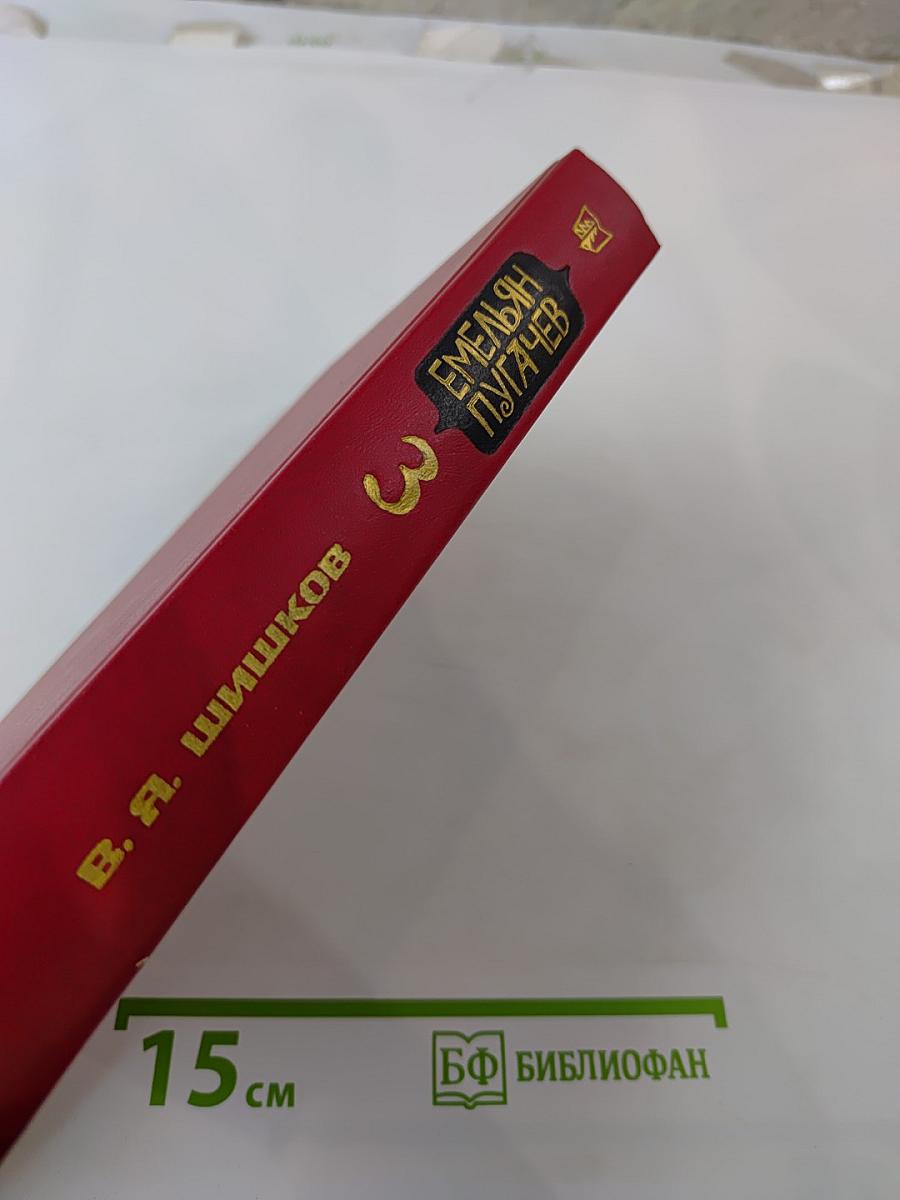 В. Я. ШИШКОВ
3
ЕМЕЛЬЯН
ПУГАЧЕВ
15 см
БФ БИБЛИОФАН